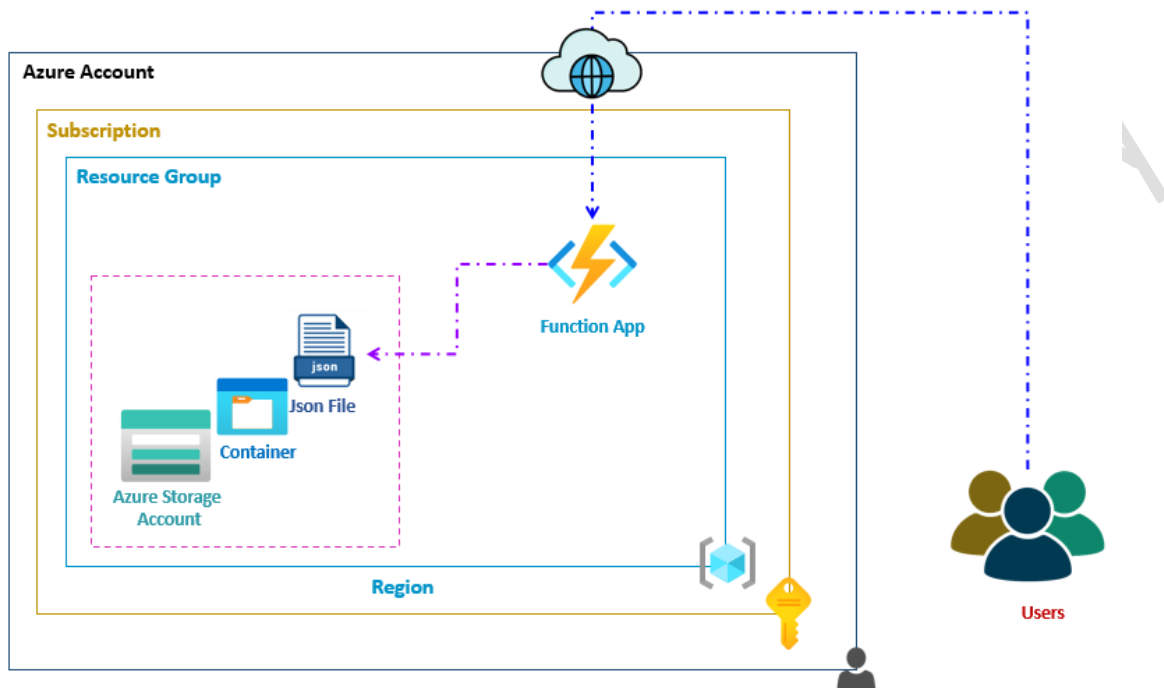 Azure Account
Subscription
Resource Group
Function App
json
Json File
Container
Azure Storage
Account
Region
Users